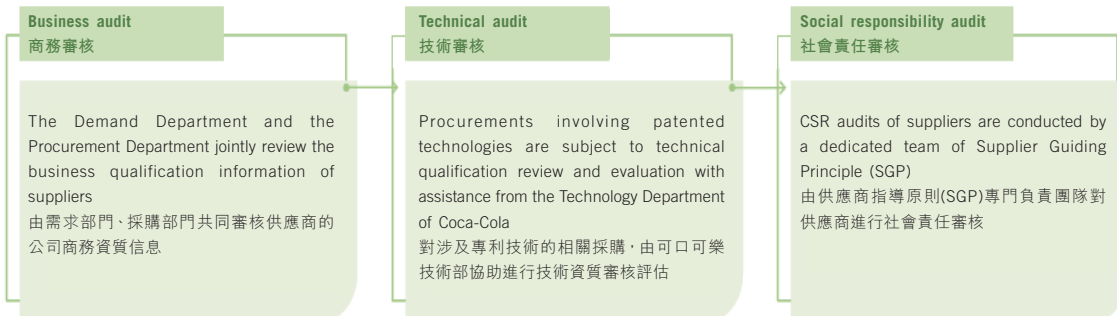 Business audit
商務審核
The Demand Department and the
Procurement Department jointly review the
business qualification information of
suppliers
由需求部門、採購部門共同審核供應商的
公司商務資質信息
Technical audit
技術審核
Procurements involving patented
technologies are subject to technical
qualification review and evaluation with
assistance from the Technology Department
of Coca-Cola
對涉及專利技術的相關採購，由可口可樂
技術部協助進行技術資質審核評估
Social responsibility audit
社會責任審核
CSR audits of suppliers are conducted by
a dedicated team of Supplier Guiding
Principle (SGP)
由供應商指導原則(SGP)專門負責團隊對
供應商進行社會責任審核